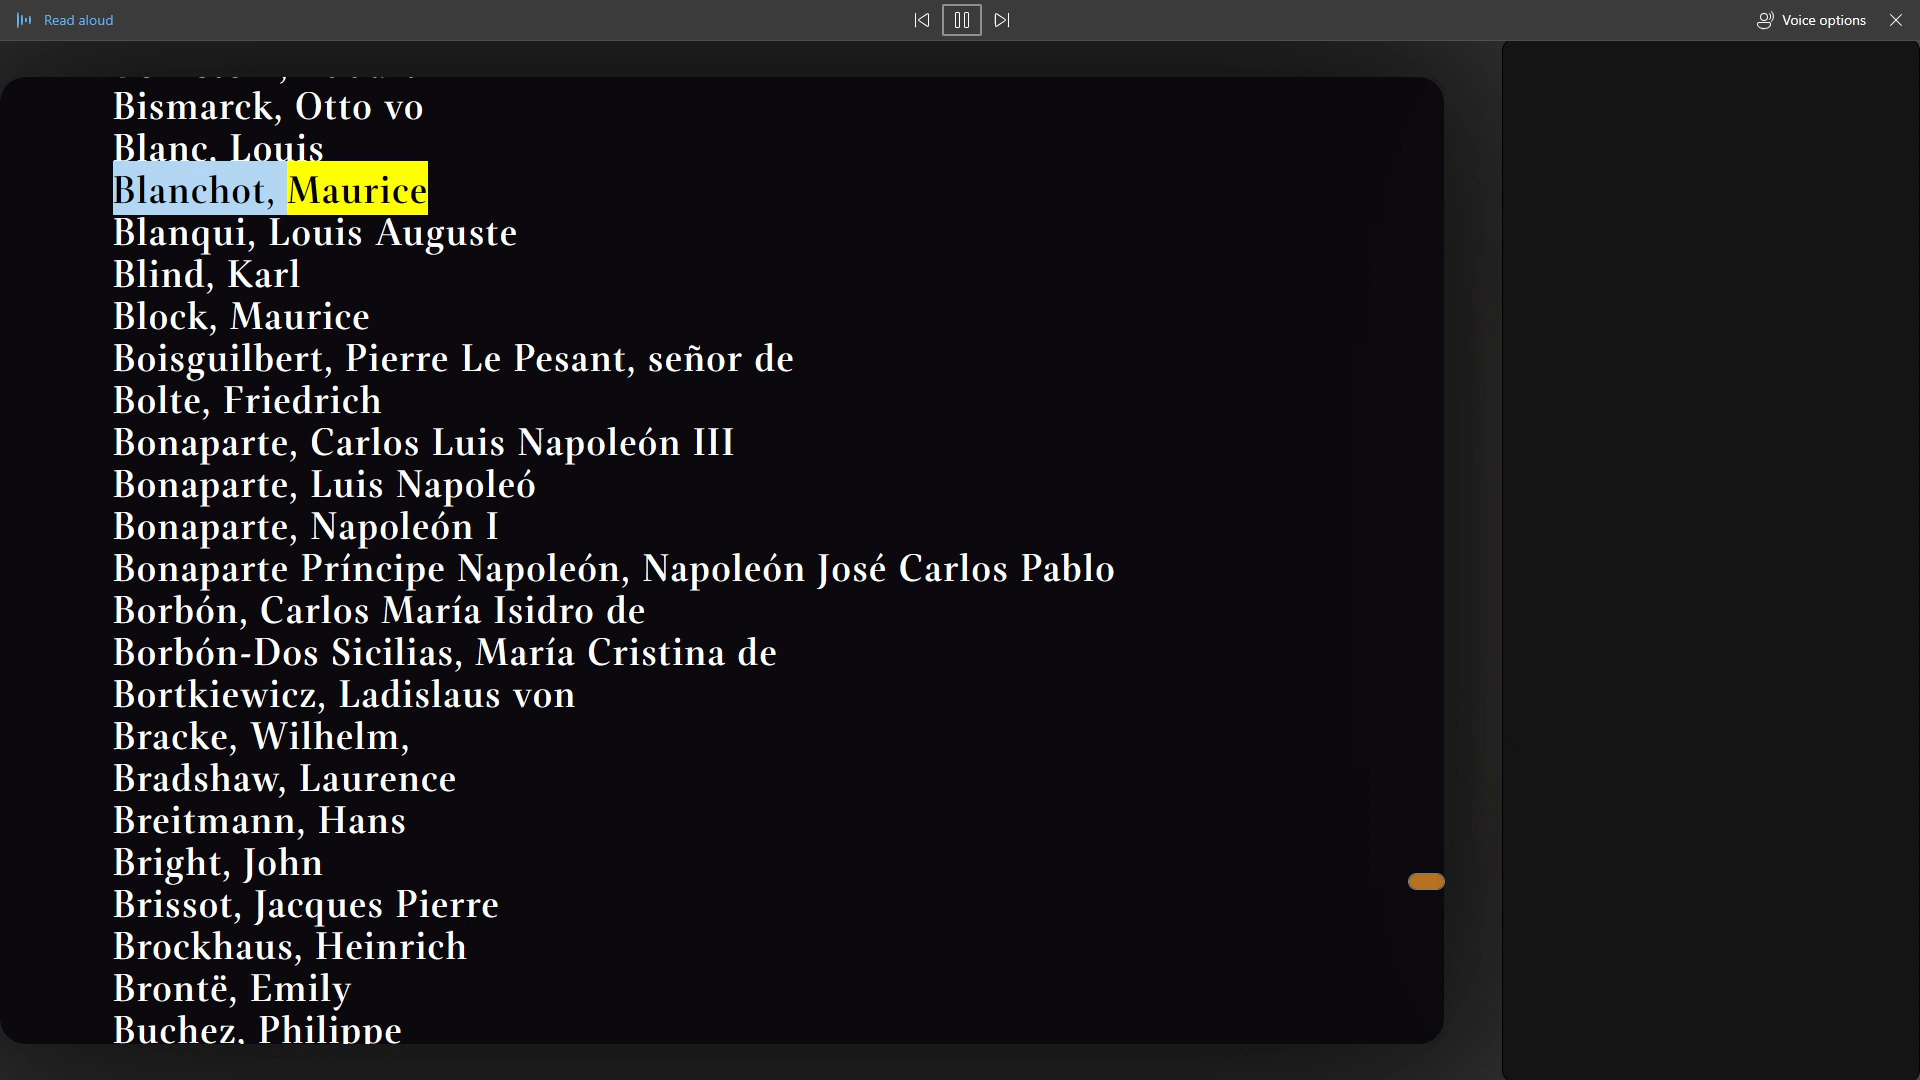 Read aloud
Voice options
Bismarck, Otto vo
Blanc, Louis
Blanchot, Maurice
Blanqui, Louis Auguste
Blind, Karl
Block, Maurice
Boisguilbert, Pierre Le Pesant, señor de
Bolte, Friedrich
Bonaparte, Carlos Luis Napoleón III
Bonaparte, Luis Napoleó
Bonaparte, Napoleón I
Bonaparte Príncipe Napoleón, Napoleón José Carlos Pablo
Borbón, Carlos María Isidro de
Borbón-Dos Sicilias, María Cristina de
Bortkiewicz, Ladislaus von
Bracke, Wilhelm,
Bradshaw, Laurence
Breitmann, Hans
Bright, John
Brissot, Jacques Pierre
Brockhaus, Heinrich
Brontë, Emily
Buchez, Philippe